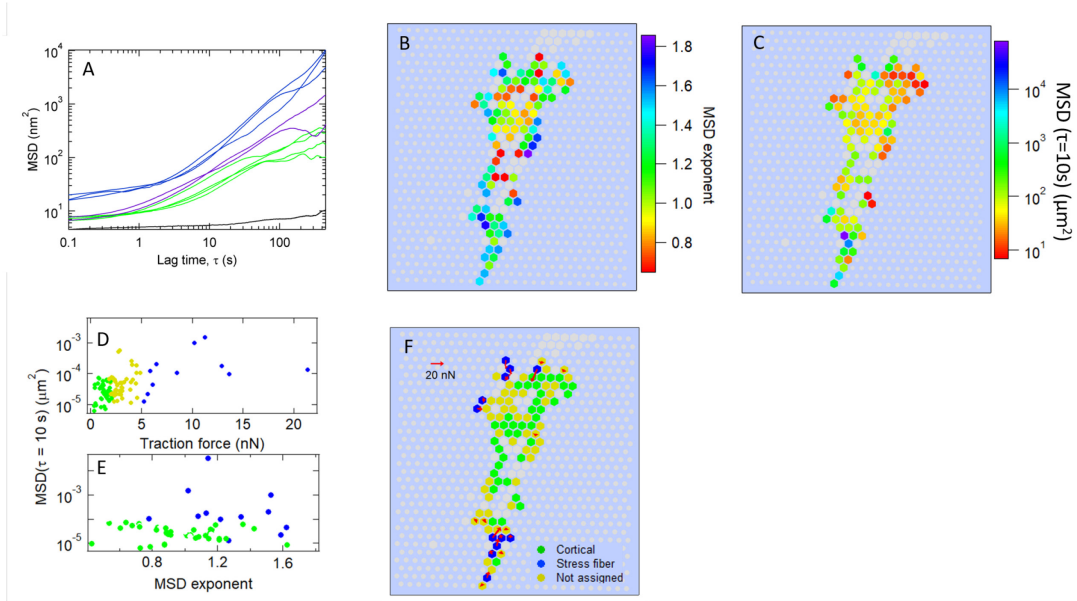 A
10⁴
10³
10²
10¹
MSD (nm²)
0.1
1
10
100
Lag time, τ (s)
B
1.8
1.6
1.4
1.2
1.0
0.8
MSD exponent
C
10⁴
10³
10²
10¹
MSD (τ=10s) (µm²)
D
10⁻³
10⁻⁴
10⁻⁵
0
5
10
15
20
Traction force (nN)
MSD(τ = 10 s) (µm²)
E
10⁻³
10⁻⁵
0.8
1.2
1.6
MSD exponent
F
20 nN
Cortical
Stress fiber
Not assigned